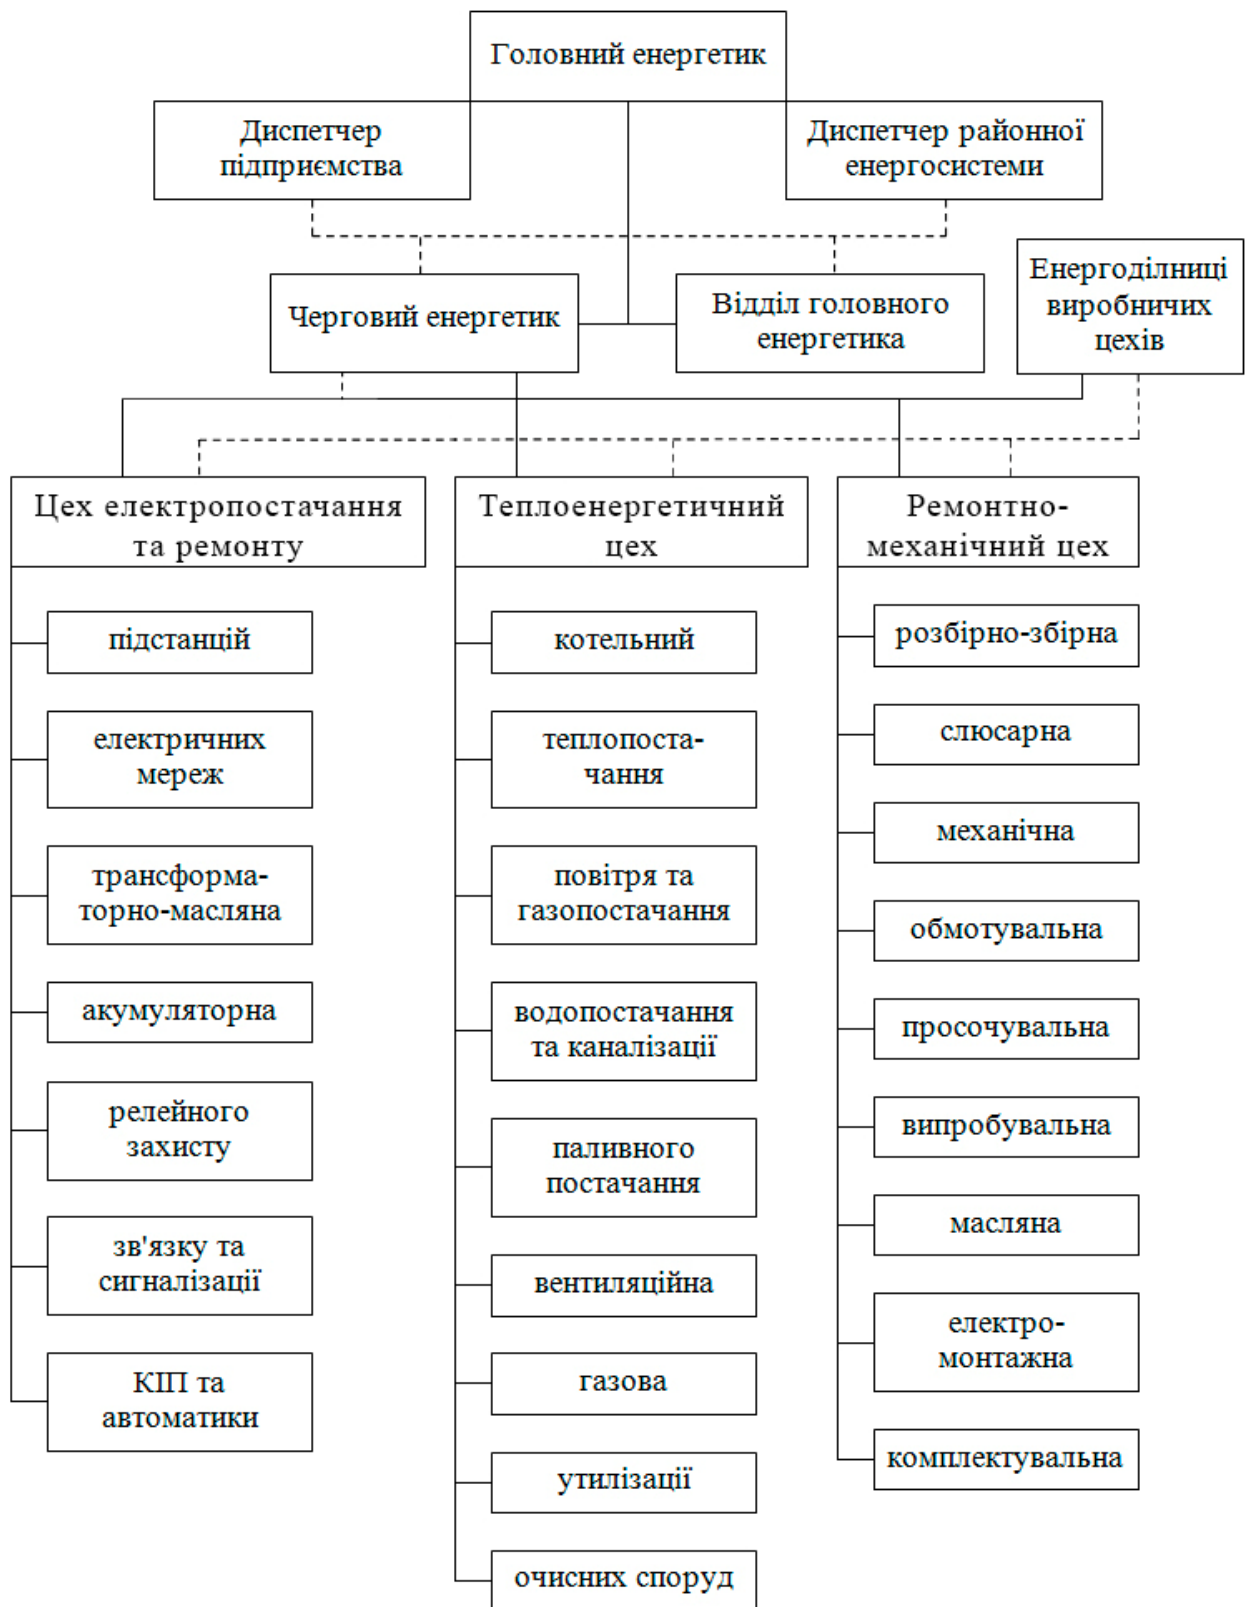 Головний енергетик
Диспетчер
підприємства
Диспетчер районної
енергосистеми
Черговий енергетик
Відділ головного
енергетика
Енергоділниці
виробничих
цехів
Цех електропостачання
та ремонту
підстанцій
електричних
мереж
трансформа-
торно-масляна
акумуляторна
релейного
захисту
зв'язку та
сигналізації
КІП та
автоматики
Теплоенергетичний
цех
котельний
теплопоста-
чання
повітря та
газопостачання
водопостачання
та каналізації
паливного
постачання
вентиляційна
газова
утилізації
очисних споруд
Ремонтно-
механічний цех
розбірно-збірна
слюсарна
механічна
обмотувальна
просочувальна
випробувальна
масляна
електро-
монтажна
комплектувальна